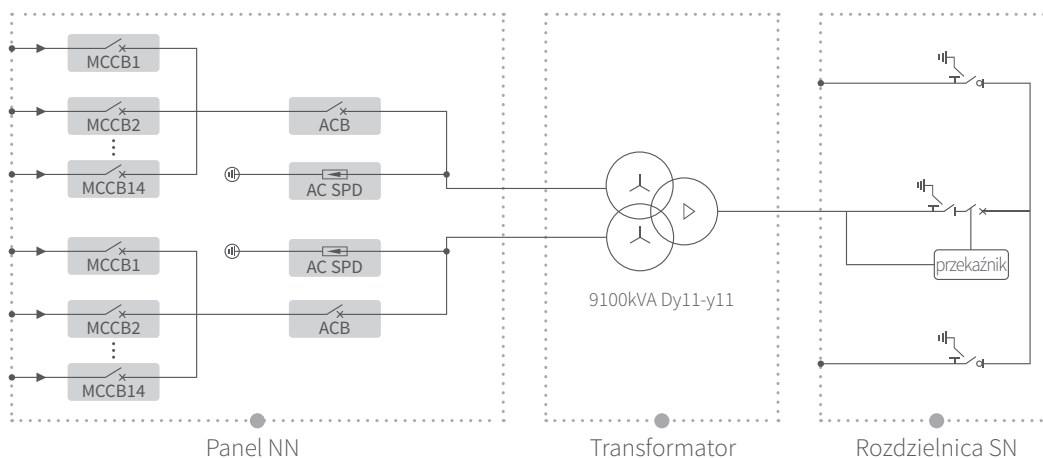 MCCB1
MCCB2
ACB
MCCB14
AC SPD
MCCB1
AC SPD
MCCB2
ACB
MCCB14
9100kVA Dy11-y11
przekaźnik
Panel NN
Transformator
Rozdzielnica SN